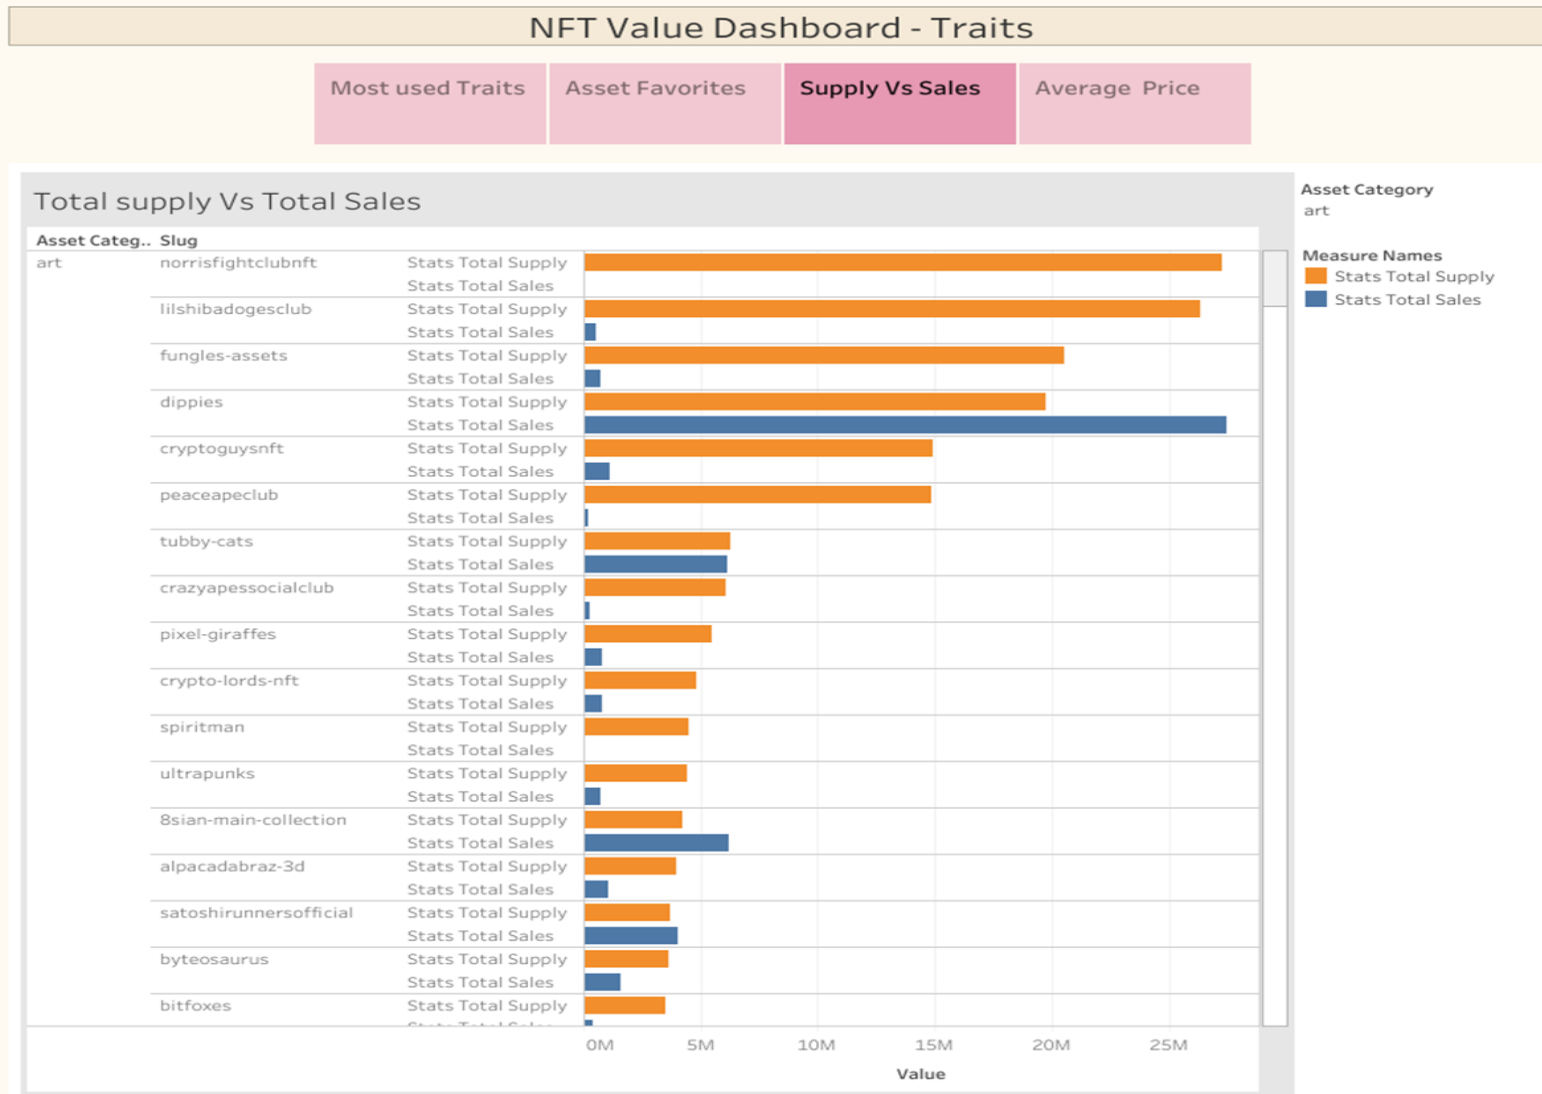 NFT Value Dashboard - Traits
Most used Traits Asset Favorites Supply Vs Sales Average Price
Total supply Vs Total Sales
Asset Categ.. Slug
art norrisfightclubnft Stats Total Supply
Stats Total Sales
lilshibadogesclub Stats Total Supply
Stats Total Sales
fungles-assets Stats Total Supply
Stats Total Sales
dippies Stats Total Supply
Stats Total Sales
cryptoguysnft Stats Total Supply
Stats Total Sales
peaceapeclub Stats Total Supply
Stats Total Sales
tubby-cats Stats Total Supply
Stats Total Sales
crazyapessocialclub Stats Total Supply
Stats Total Sales
pixel-giraffes Stats Total Supply
Stats Total Sales
crypto-lords-nft Stats Total Supply
Stats Total Sales
spiritman Stats Total Supply
Stats Total Sales
ultrapunks Stats Total Supply
Stats Total Sales
8sian-main-collection Stats Total Supply
Stats Total Sales
alpacadabraz-3d Stats Total Supply
Stats Total Sales
satoshirunnersofficial Stats Total Supply
Stats Total Sales
byteosaurus Stats Total Supply
Stats Total Sales
bitfoxes Stats Total Supply
Stats Total Sales
0M 5M 10M 15M 20M 25M
Value
Asset Category
art
Measure Names
Stats Total Supply
Stats Total Sales